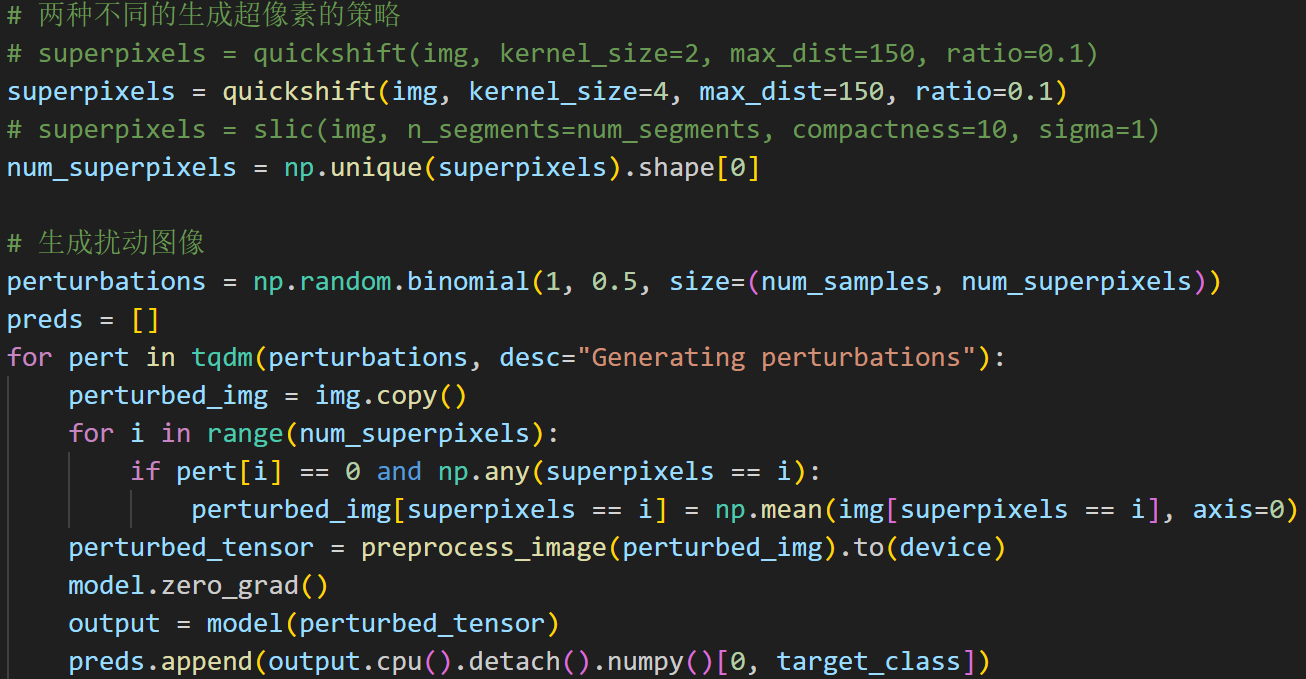 # 两种不同的生成超像素的策略
# superpixels = quickshift(img, kernel_size=2, max_dist=150, ratio=0.1)
superpixels = quickshift(img, kernel_size=4, max_dist=150, ratio=0.1)
# superpixels = slic(img, n_segments=num_segments, compactness=10, sigma=1)
num_superpixels = np.unique(superpixels).shape[0]

# 生成扰动图像
perturbations = np.random.binomial(1, 0.5, size=(num_samples, num_superpixels))
preds = []
for pert in tqdm(perturbations, desc="Generating perturbations"):
    perturbed_img = img.copy()
    for i in range(num_superpixels):
        if pert[i] == 0 and np.any(superpixels == i):
            perturbed_img[superpixels == i] = np.mean(img[superpixels == i], axis=0)
    perturbed_tensor = preprocess_image(perturbed_img).to(device)
    model.zero_grad()
    output = model(perturbed_tensor)
    preds.append(output.cpu().detach().numpy()[0, target_class])